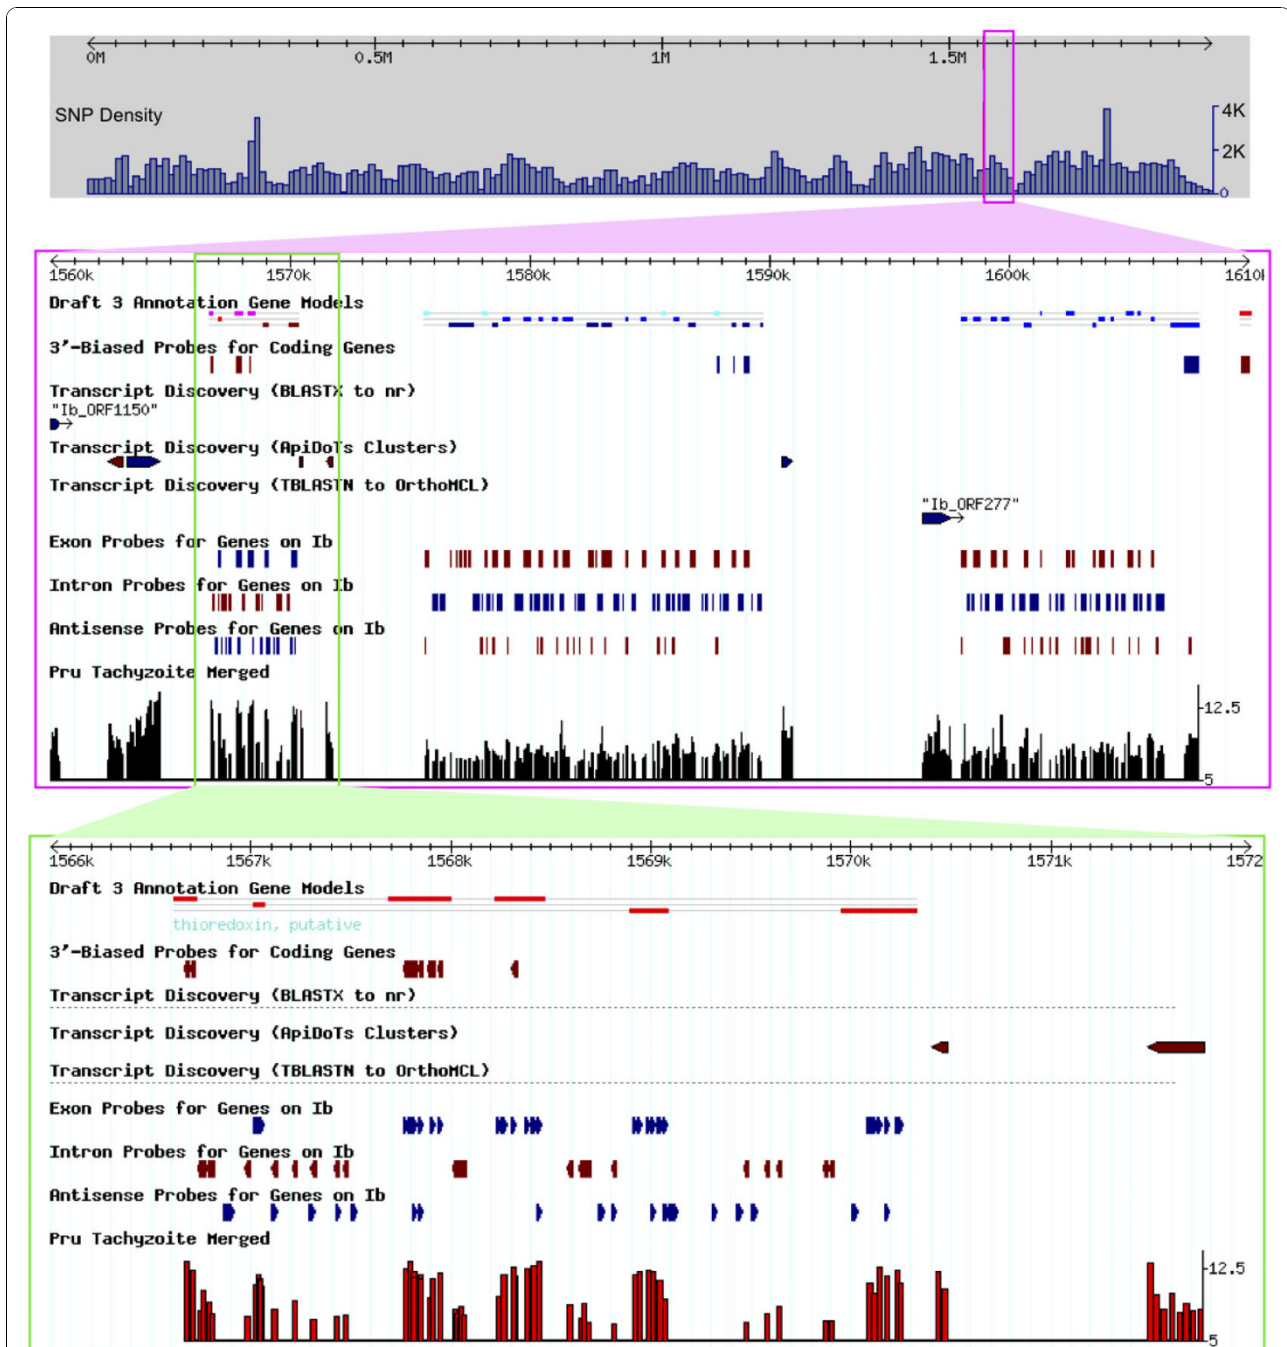 0M 0.5M 1M 1.5M
SNP Density
4K
2K
0
1560k 1570k 1580k 1590k 1600k 1610k
Draft 3 Annotation Gene Models
3'-Biased Probes for Coding Genes
Transcript Discovery (BLASTX to nr)
"Ib_ORF1150"
Transcript Discovery (ApiDoTs Clusters)
Transcript Discovery (TBLASTN to OrthoMCL)
"Ib_ORF277"
Exon Probes for Genes on Ib
Intron Probes for Genes on Ib
Antisense Probes for Genes on Ib
Pru Tachyzoite Merged
12.5
5
1566k 1567k 1568k 1569k 1570k 1571k 1572
Draft 3 Annotation Gene Models
thioredoxin, putative
3'-Biased Probes for Coding Genes
Transcript Discovery (BLASTX to nr)
Transcript Discovery (ApiDoTs Clusters)
Transcript Discovery (TBLASTN to OrthoMCL)
Exon Probes for Genes on Ib
Intron Probes for Genes on Ib
Antisense Probes for Genes on Ib
Pru Tachyzoite Merged
12.5
5